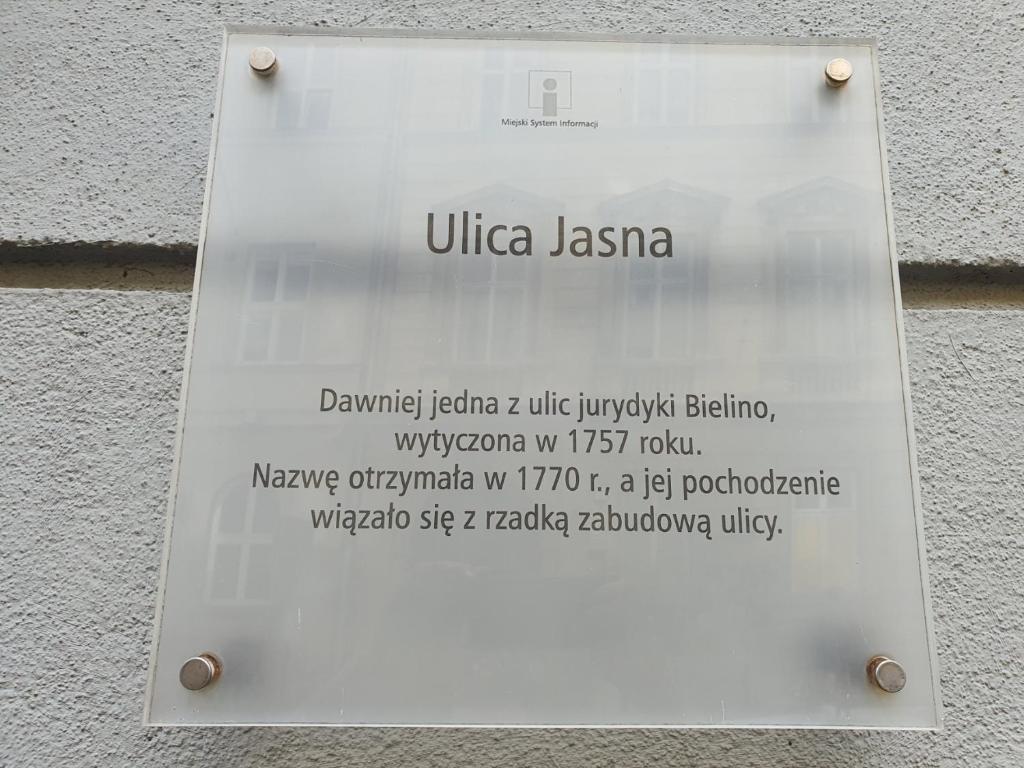 Miejski System Informacji
Ulica Jasna
Dawniej jedna z ulic jurydyki Bielino,
wytyczona w 1757 roku.
Nazwę otrzymała w 1770 r., a jej pochodzenie
wiązało się z rzadką zabudową ulicy.